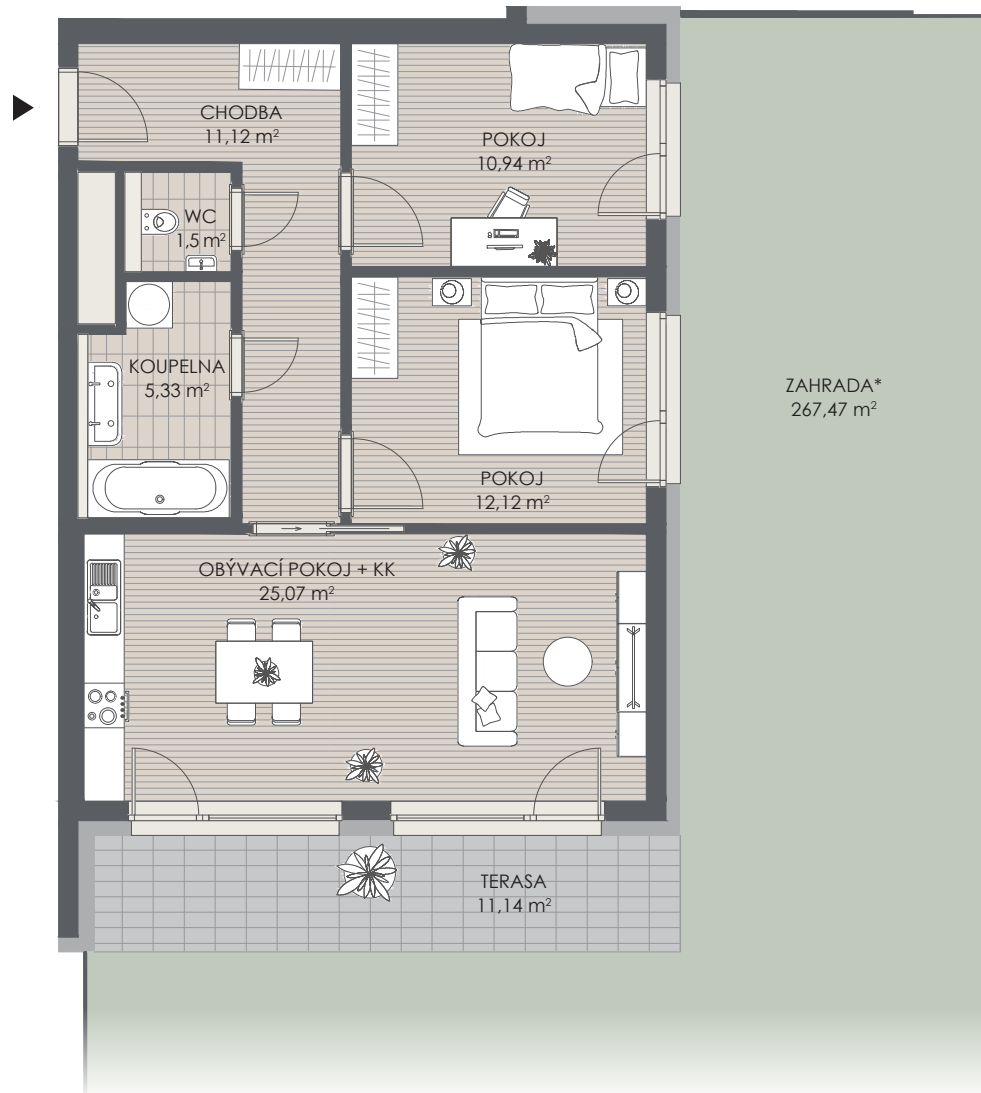 CHODBA
11,12 m²
POKOJ
10,94 m²
WC
1,5 m²
KOUPELNA
5,33 m²
ZAHRADA*
267,47 m²
POKOJ
12,12 m²
OBÝVACÍ POKOJ + KK
25,07 m²
TERASA
11,14 m²